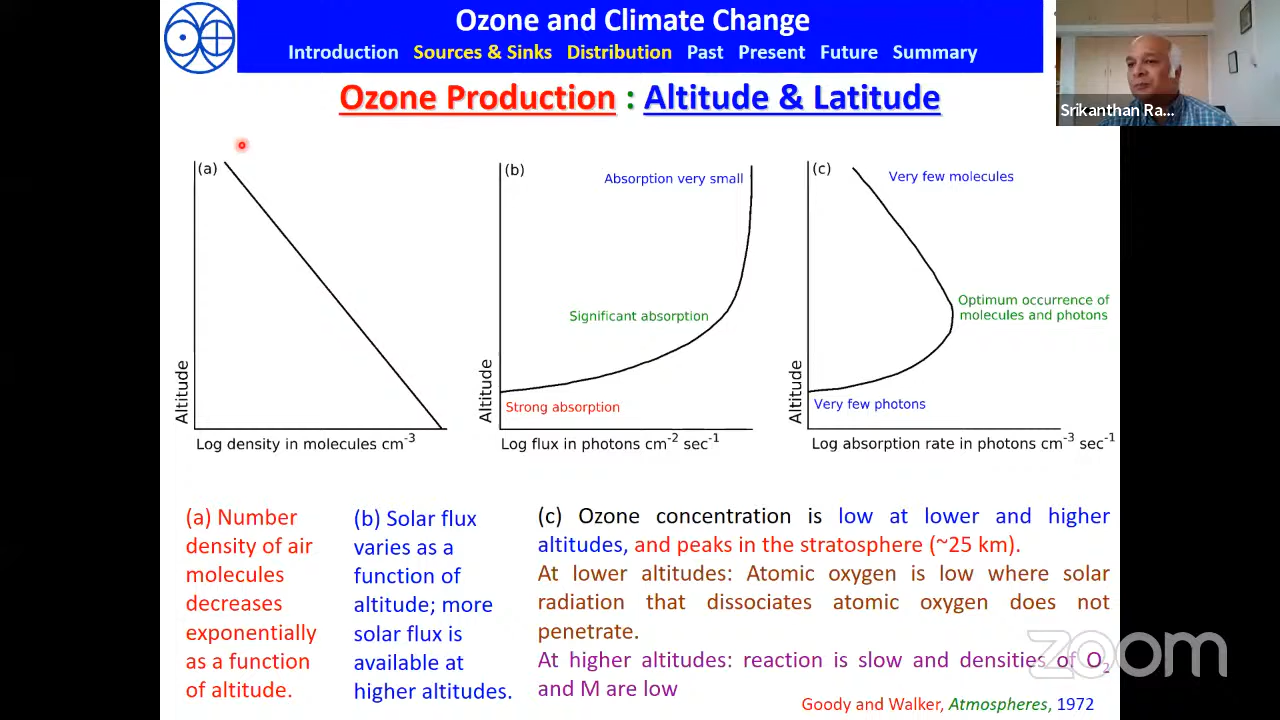 Ozone and Climate Change
Introduction Sources & Sinks Distribution Past Present Future Summary
Srikanthan Ra...
Ozone Production : Altitude & Latitude
(a)
Altitude
Log density in molecules cm⁻³
(b)
Absorption very small
Significant absorption
Strong absorption
Altitude
Log flux in photons cm⁻² sec⁻¹
(c)
Very few molecules
Optimum occurrence of
molecules and photons
Very few photons
Altitude
Log absorption rate in photons cm⁻³ sec⁻¹
(a) Number
density of air
molecules
decreases
exponentially
as a function
of altitude.
(b) Solar flux
varies as a
function of
altitude; more
solar flux is
available at
higher altitudes.
(c) Ozone concentration is low at lower and higher
altitudes, and peaks in the stratosphere (~25 km).
At lower altitudes: Atomic oxygen is low where solar
radiation that dissociates atomic oxygen does not
penetrate.
At higher altitudes: reaction is slow and densities of O₂
and M are low
zoom
Goody and Walker, Atmospheres, 1972